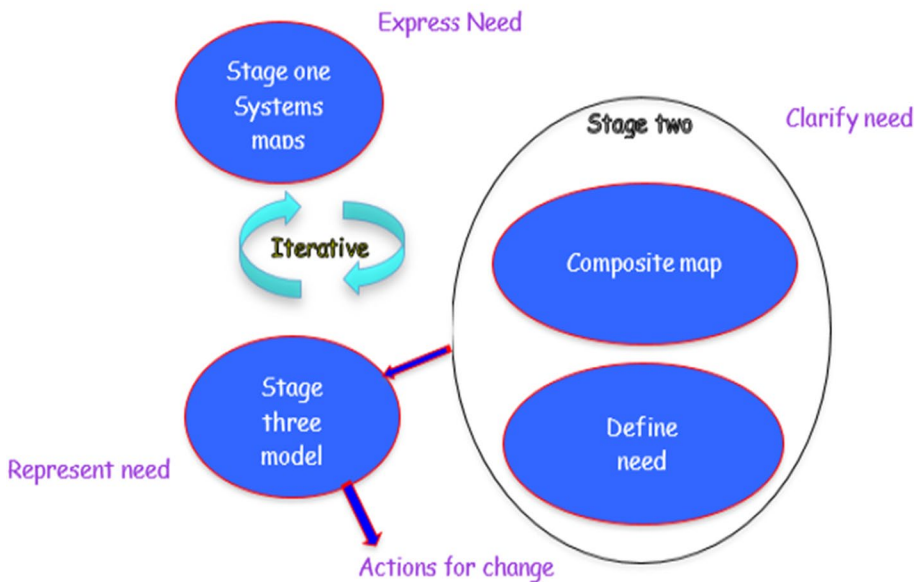 Express Need
Stage one
Systems
maps
Stage two
Clarify need
Iterative
Composite map
Stage
three
model
Define
need
Represent need
Actions for change